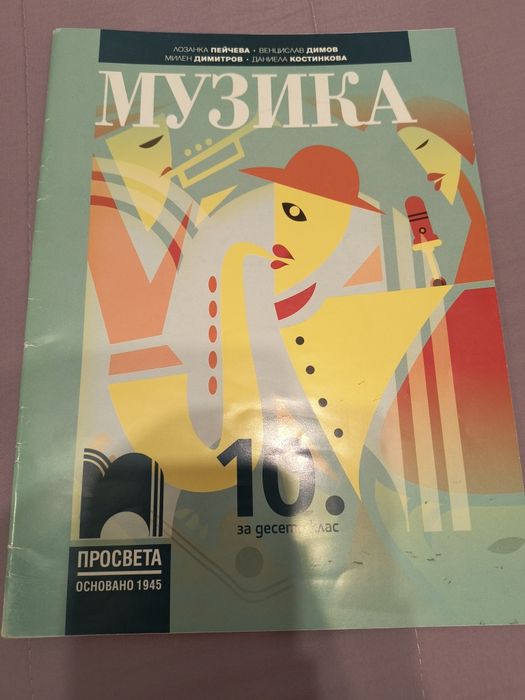 ЛОЗАНКА ПЕЙЧЕВА · ВЕНЦИСЛАВ ДИМОВ
МИЛЕН ДИМИТРОВ · ДАНИЕЛА КОСТИНКОВА
МУЗИКА
10.
за десети клас
ПРОСВЕТА
ОСНОВАНО 1945